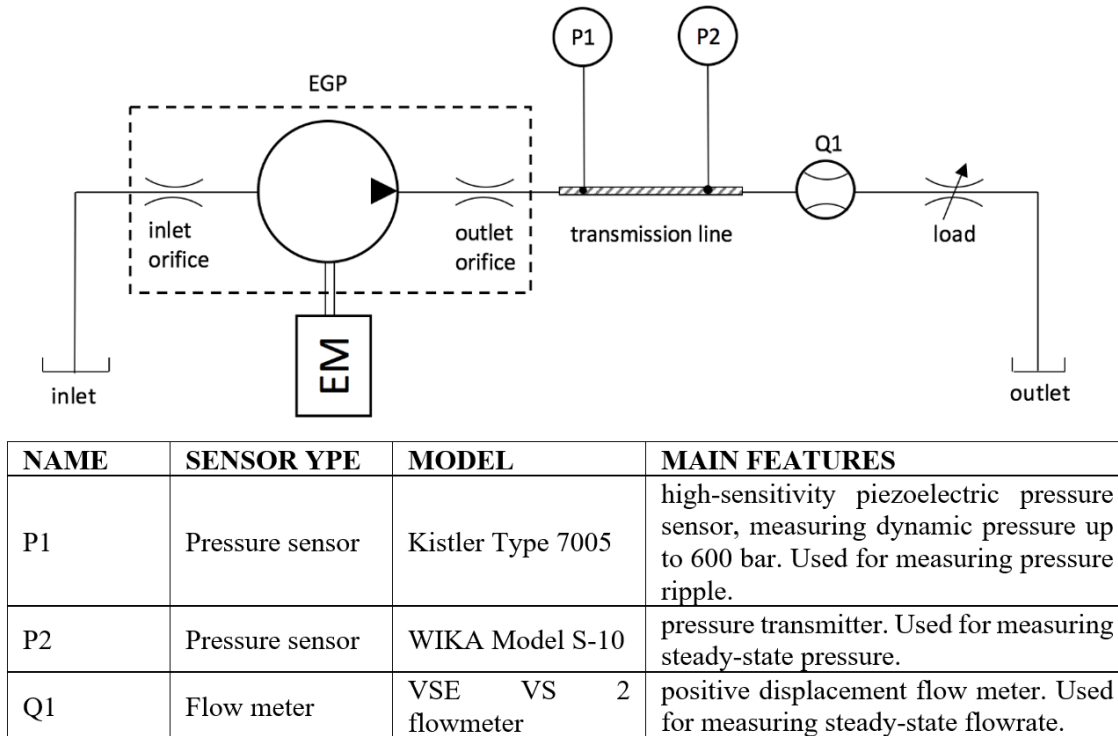 P1
P2
EGP
Q1
inlet
orifice
outlet
orifice
transmission line
load
EM
inlet
outlet
NAME SENSOR YPE MODEL MAIN FEATURES
P1 Pressure sensor Kistler Type 7005 high-sensitivity piezoelectric pressure
sensor, measuring dynamic pressure up
to 600 bar. Used for measuring pressure
ripple.
P2 Pressure sensor WIKA Model S-10 pressure transmitter. Used for measuring
steady-state pressure.
Q1 Flow meter VSE VS 2
flowmeter
positive displacement flow meter. Used
for measuring steady-state flowrate.